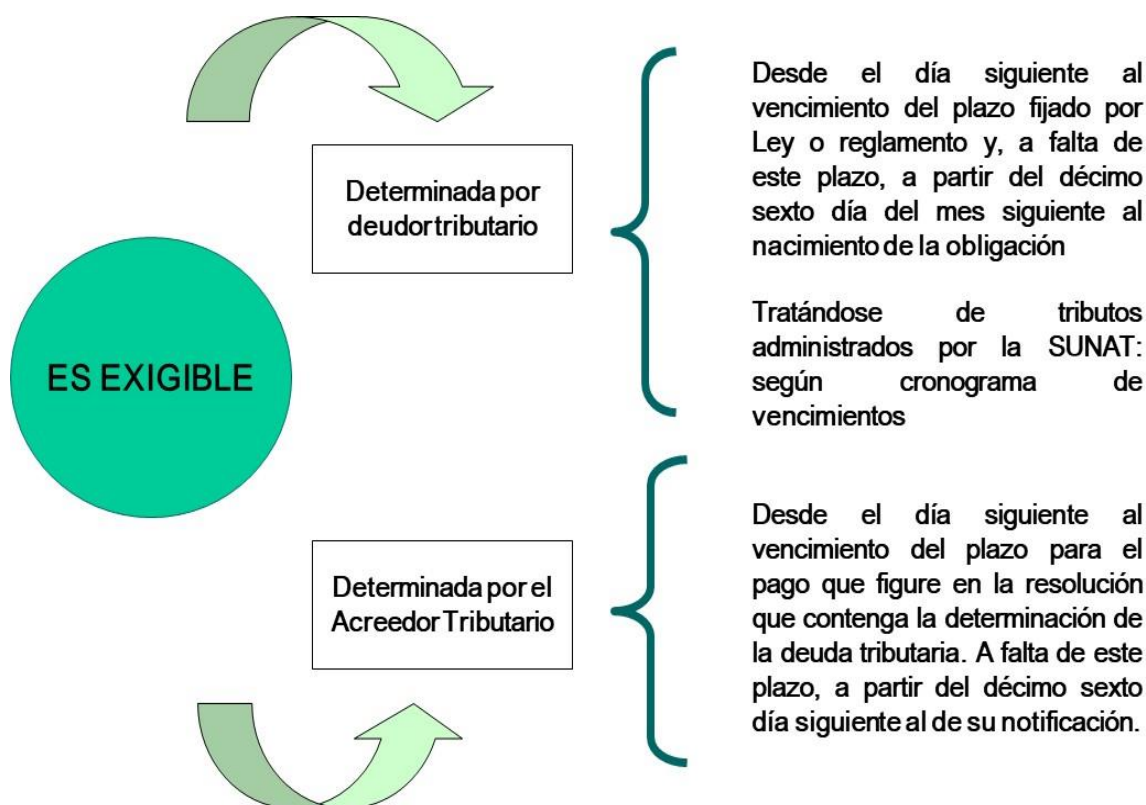 ES EXIGIBLE
Determinada por
deudor tributario
Desde el día siguiente al
vencimiento del plazo fijado por
Ley o reglamento y, a falta de
este plazo, a partir del décimo
sexto día del mes siguiente al
nacimiento de la obligación
Tratándose de tributos
administrados por la SUNAT:
según cronograma de
vencimientos
Determinada por el
Acreedor Tributario
Desde el día siguiente al
vencimiento del plazo para el
pago que figure en la resolución
que contenga la determinación de
la deuda tributaria. A falta de este
plazo, a partir del décimo sexto
día siguiente al de su notificación.